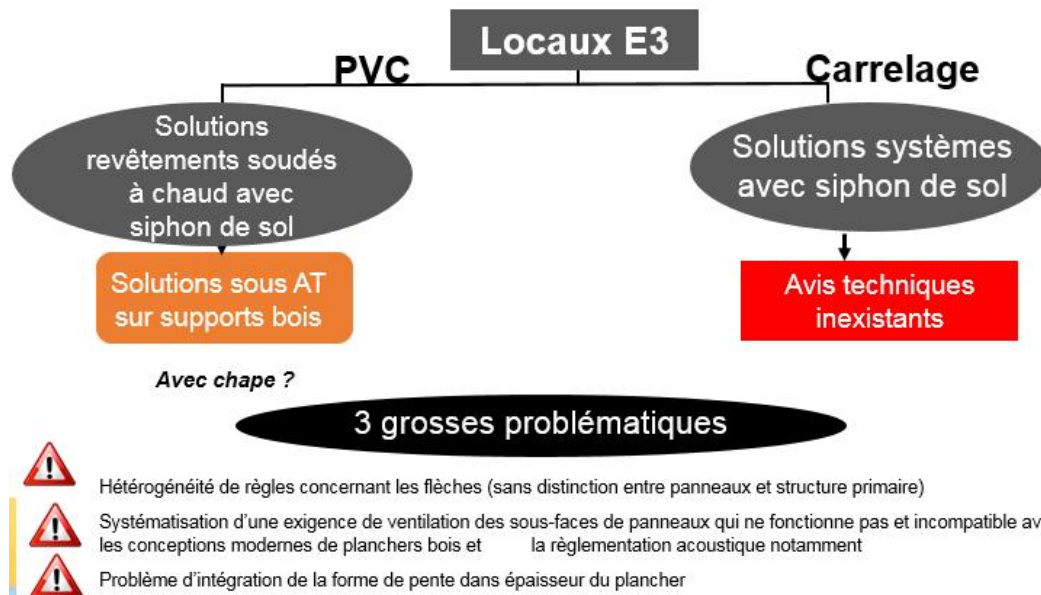 Locaux E3
PVC
Carrelage
Solutions
revêtements soudés
à chaud avec
siphon de sol
Solutions systèmes
avec siphon de sol
Solutions sous AT
sur supports bois
Avis techniques
inexistants
Avec chape ?
3 grosses problématiques
Hétérogénéité de règles concernant les flèches (sans distinction entre panneaux et structure primaire)
Systématisation d'une exigence de ventilation des sous-faces de panneaux qui ne fonctionne pas et incompatible av
les conceptions modernes de planchers bois et la règlementation acoustique notamment
Problème d'intégration de la forme de pente dans épaisseur du plancher